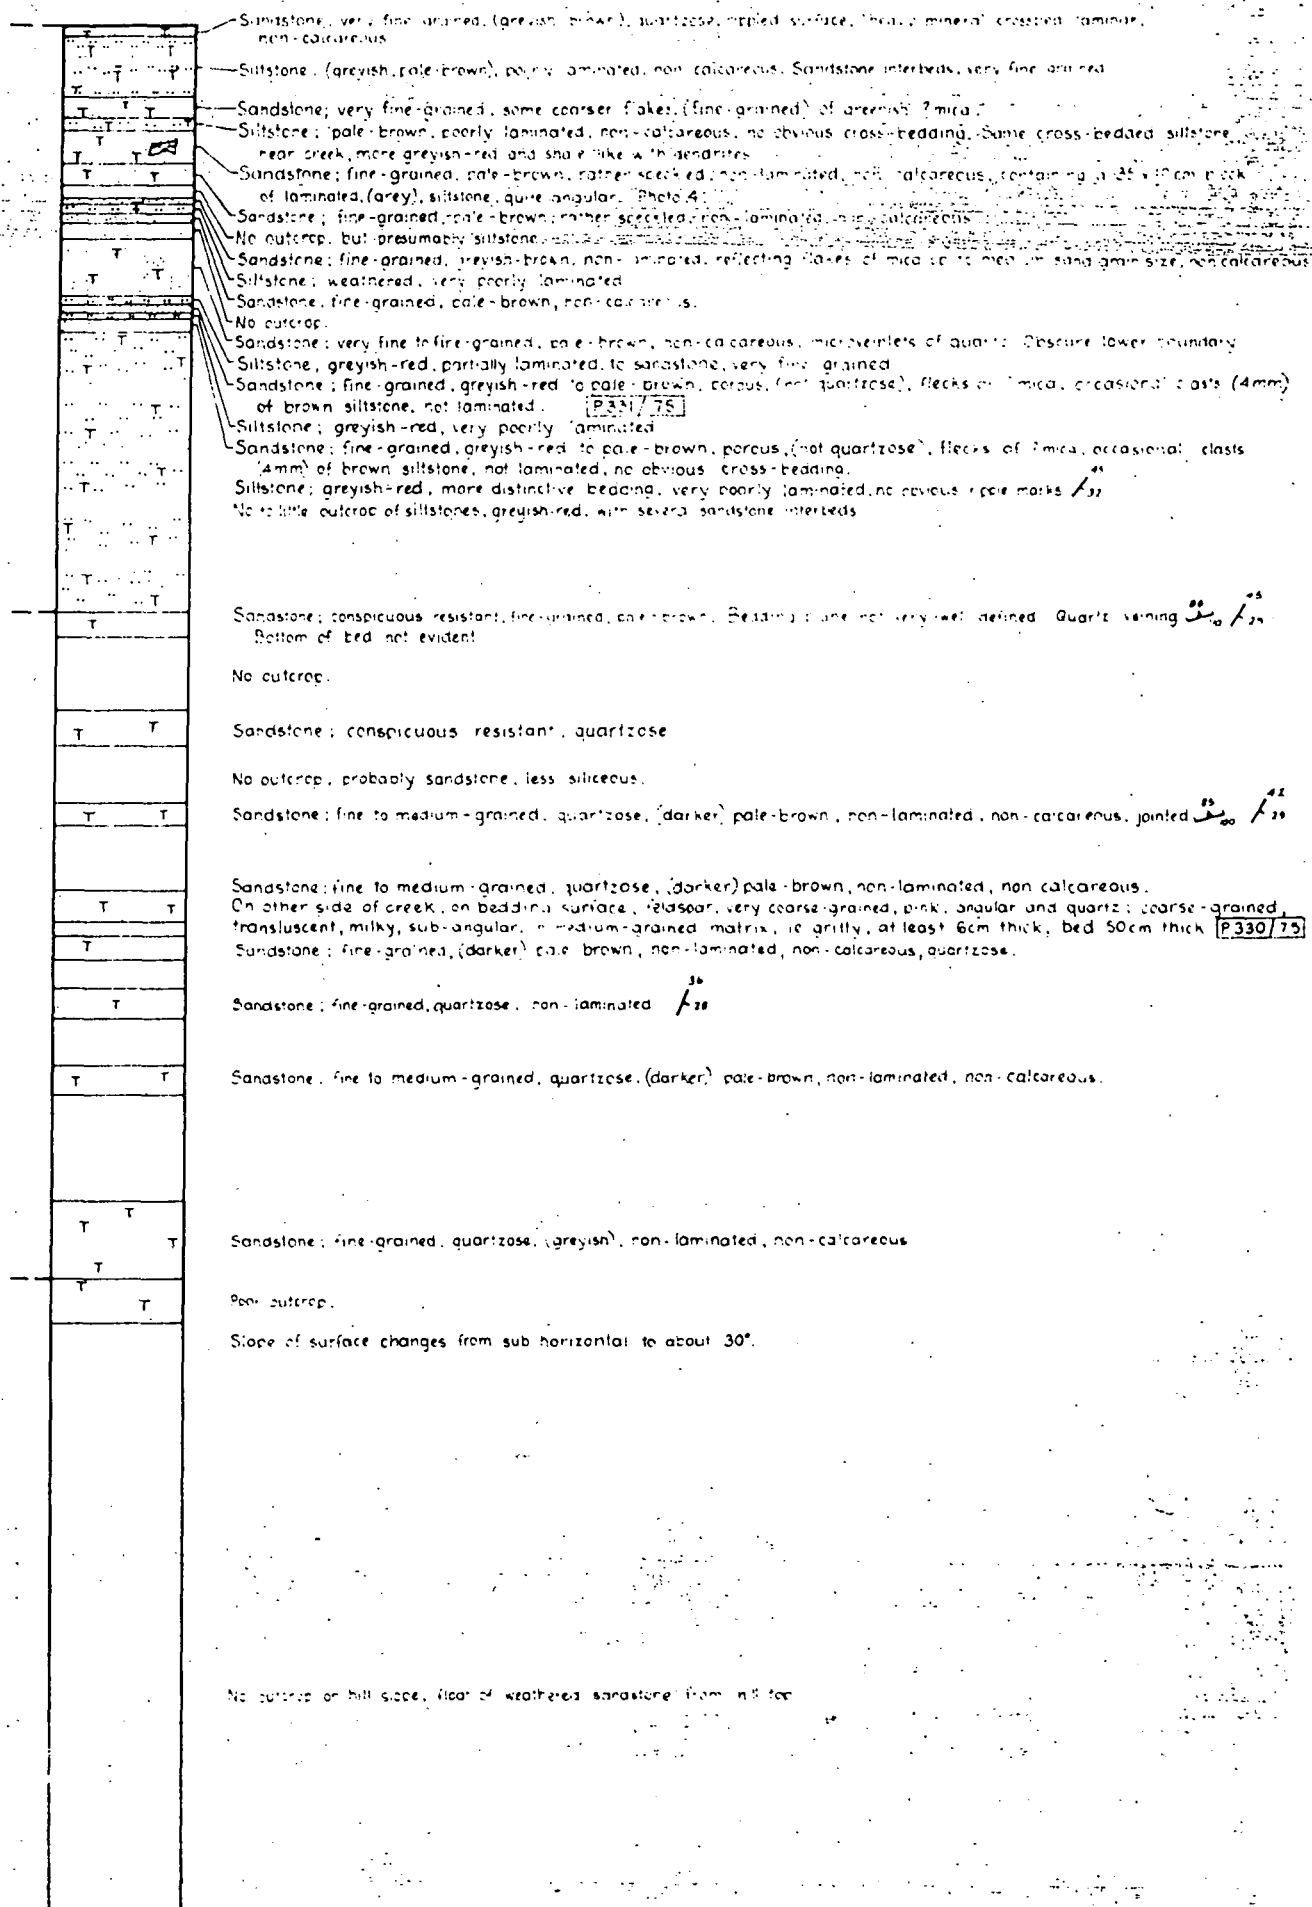 Sandstone, very fine grained, (greyish brown), quartzose, rippled surface, heavy mineral crossbed laminae,
non-calcareous
Siltstone, (greyish, pale-brown), poorly laminated, non calcareous. Sandstone interbeds, very fine grained
Sandstone; very fine-grained, some coarser flakes (fine-grained) of greenish ?mica.
Siltstone; pale-brown, poorly laminated, non-calcareous, no obvious cross-bedding. Some cross-bedded siltstone
near creek, more greyish-red and shale like with dendrites
Sandstone; fine-grained, pale-brown, rather speckled, non-laminated, non calcareous, containing a 35 x cm block
of laminated, (grey), siltstone, quite angular. Photo 4
Sandstone; fine-grained, pale-brown; rather speckled, non-laminated, non calcareous
No outcrop, but presumably siltstone.
Sandstone; fine-grained, greyish-brown, non-laminated, reflecting flakes of mica up to medium sand grain size, non calcareous
Siltstone; weathered, very poorly laminated
Sandstone, fine-grained, pale-brown, non-calcareous.
No outcrop.
Sandstone; very fine to fine-grained, pale-brown, non-calcareous, microveinlets of quartz. Obscure lower boundary
Siltstone, greyish-red, partially laminated, to sandstone, very fine grained
Sandstone; fine-grained, greyish-red to pale-brown, porous, (not quartzose), flecks of ?mica, occasional clasts (4mm)
of brown siltstone, not laminated. P331/75
Siltstone; greyish-red, very poorly laminated
Sandstone; fine-grained, greyish-red to pale-brown, porous, (not quartzose), flecks of ?mica, occasional clasts
(4mm) of brown siltstone, not laminated, no obvious cross-bedding.
Siltstone; greyish-red, more distinctive bedding, very poorly laminated, no obvious ripple marks
No to little outcrop of siltstones, greyish-red, with several sandstone interbeds
Sandstone; conspicuous resistant, fine-grained, pale-brown. Bedding plane not very well defined Quartz veining
Bottom of bed not evident
No outcrop.
Sandstone; conspicuous resistant, quartzose
No outcrop, probably sandstone, less siliceous.
Sandstone; fine to medium-grained, quartzose, (darker) pale-brown, non-laminated, non-calcareous, jointed
Sandstone; fine to medium-grained, quartzose, (darker) pale-brown, non-laminated, non calcareous.
On other side of creek, on bedding surface, feldspar, very coarse-grained, pink, angular and quartz; coarse-grained,
transluscent, milky, sub-angular, in medium-grained matrix, ie gritty, at least 6cm thick, bed 50cm thick P330/75
Sandstone; fine-grained, (darker) pale brown, non-laminated, non-calcareous, quartzose.
Sandstone; fine-grained, quartzose, non-laminated
Sandstone, fine to medium-grained, quartzose, (darker) pale-brown, non-laminated, non-calcareous.
Sandstone; fine-grained, quartzose, (greyish), non-laminated, non-calcareous
Poor outcrop.
Slope of surface changes from sub horizontal to about 30°.
No outcrop on hill slope, float of weathered sandstone from hill top